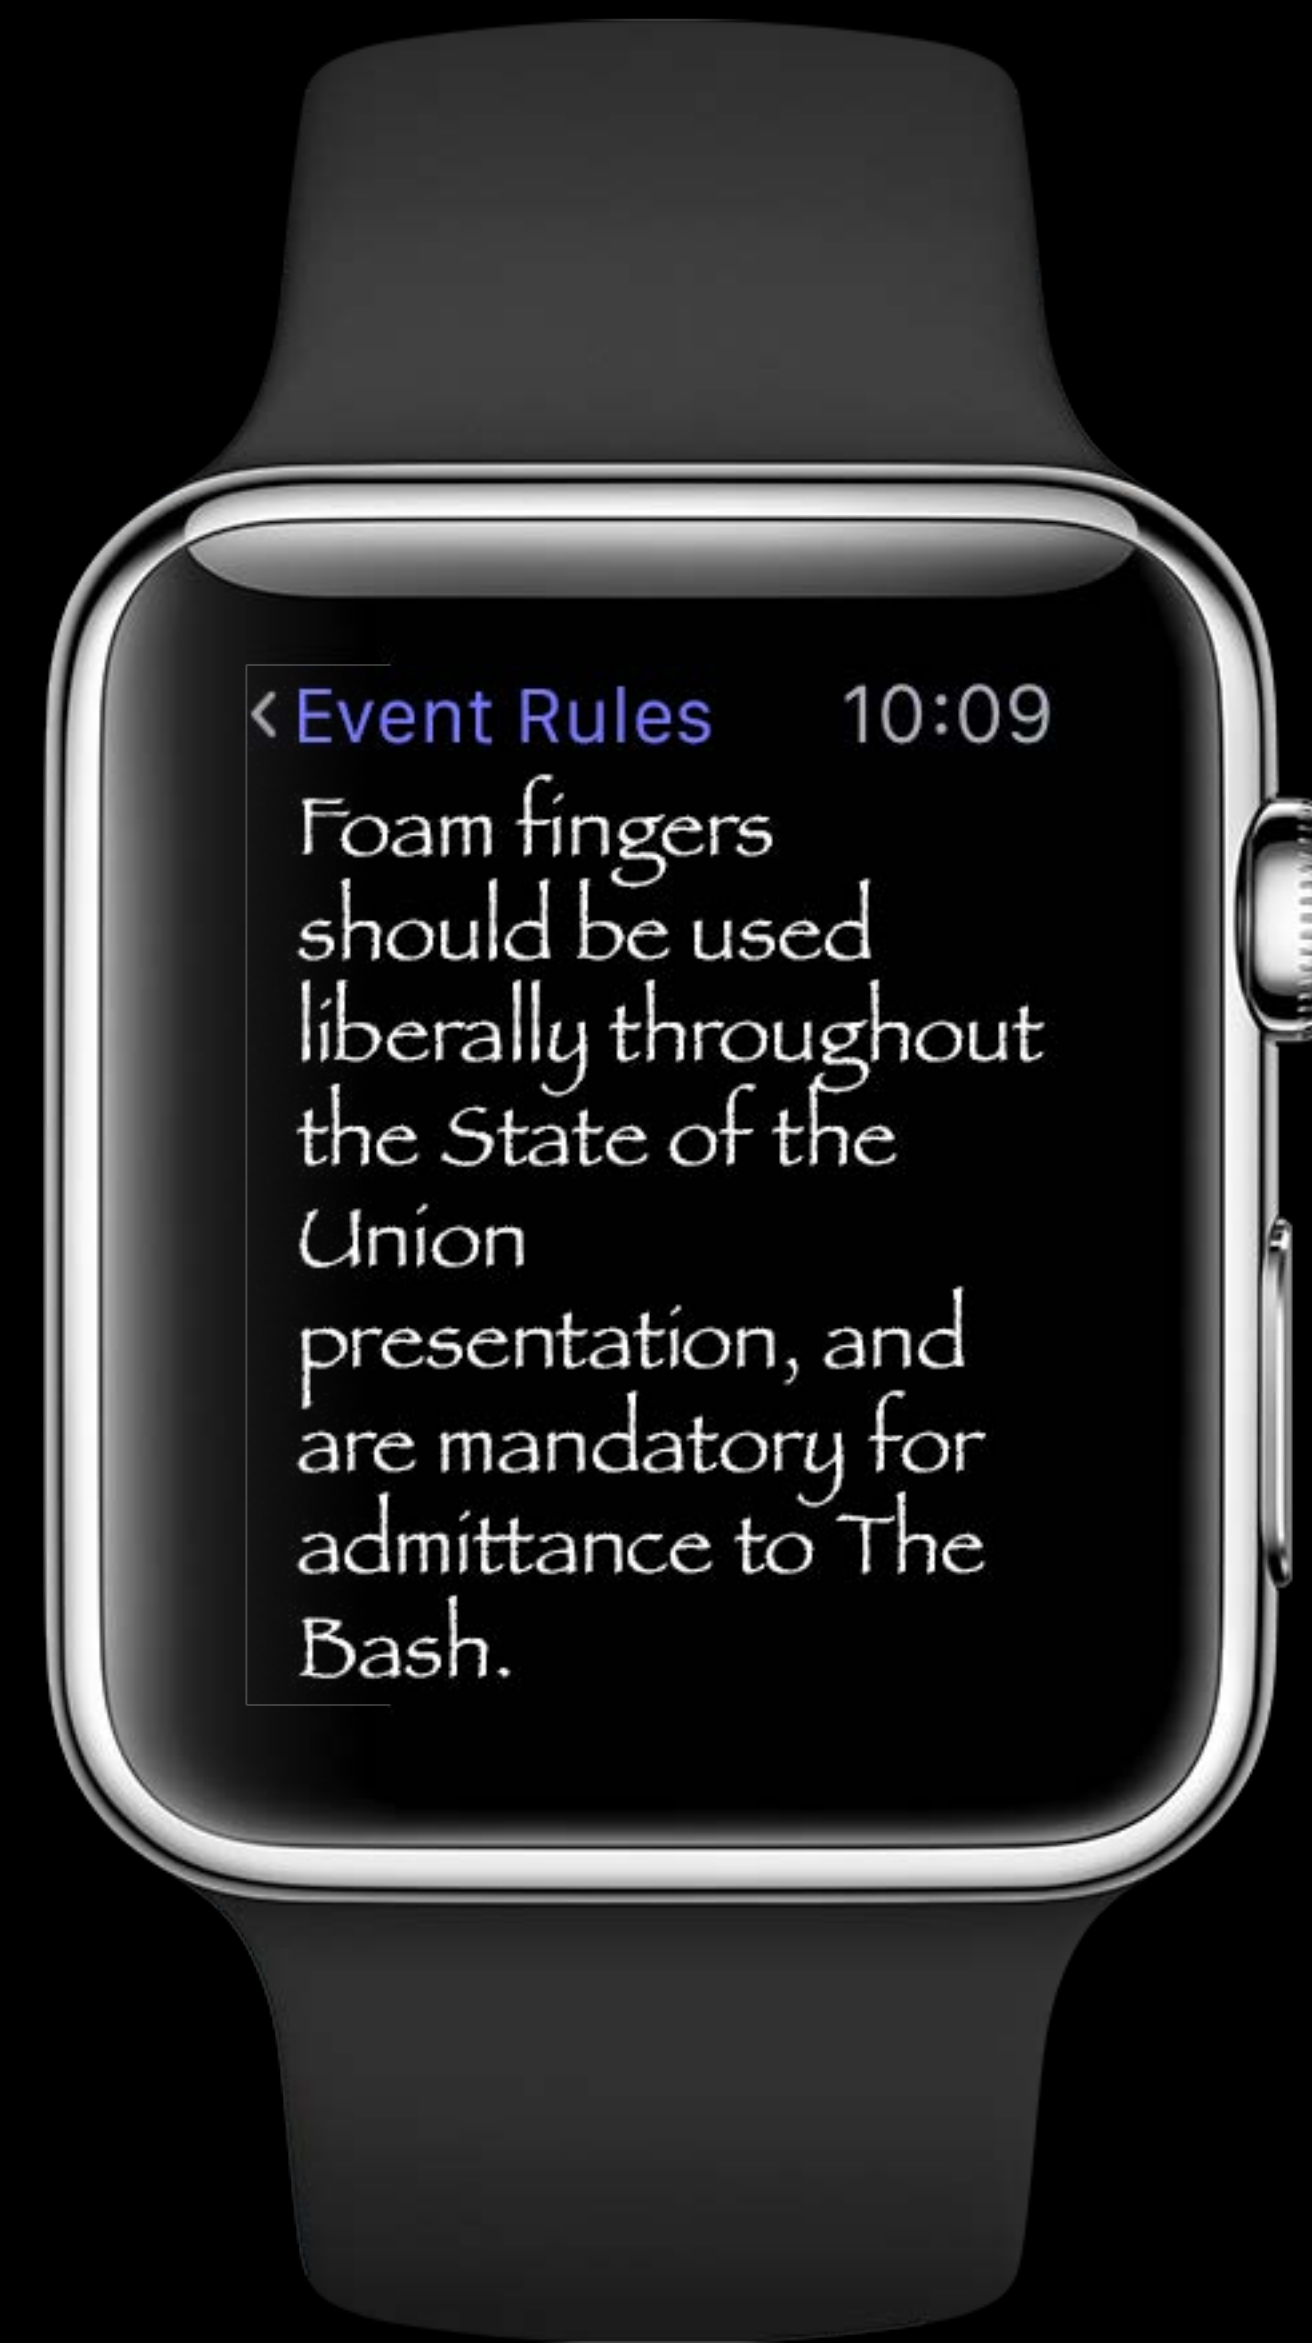 < Event Rules 10:09
Foam fingers
should be used
liberally throughout
the State of the
Union
presentation, and
are mandatory for
admittance to The
Bash.